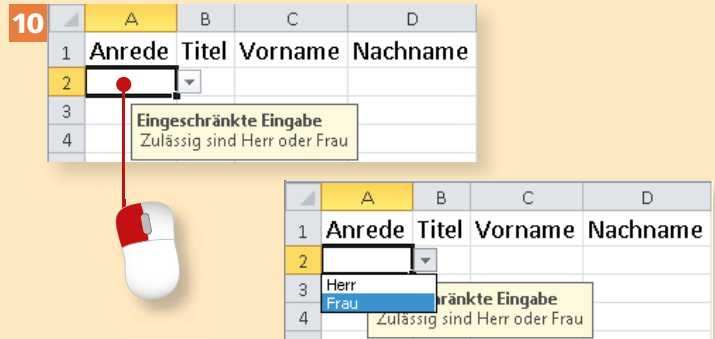 10
A B C D
1 Anrede Titel Vorname Nachname
2
3 Eingeschränkte Eingabe
4 Zulässig sind Herr oder Frau
A B C D
1 Anrede Titel Vorname Nachname
2
3 Herr
Frau ränkte Eingabe
4 Zulässig sind Herr oder Frau